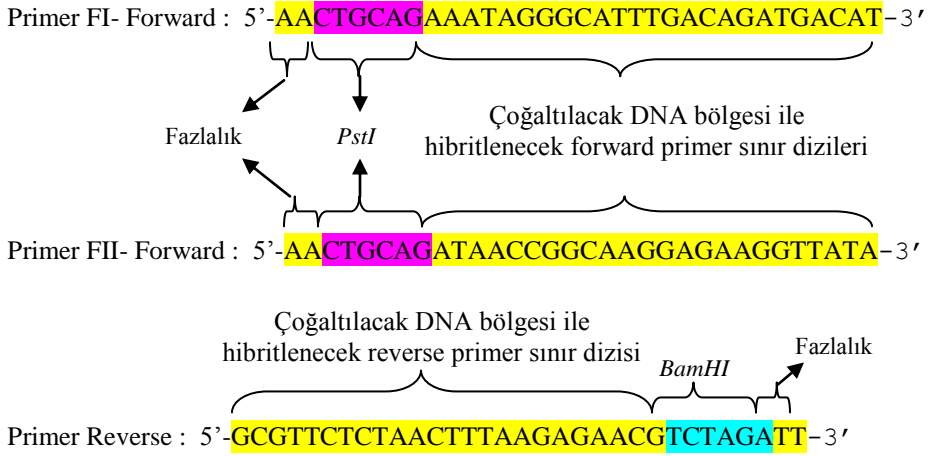 Primer FI- Forward : 5’-AACTGCAGAAATAGGGCATTTGACAGATGACAT-3’
Fazlalık
PstI
Çoğaltılacak DNA bölgesi ile
hibritlenecek forward primer sınır dizileri
Primer FII- Forward : 5’-AACTGCAGATAACCGGCAAGGAGAAGGTTATA-3’
Çoğaltılacak DNA bölgesi ile
hibritlenecek reverse primer sınır dizisi
BamHI
Fazlalık
Primer Reverse : 5’-GCGTTCTCTAACTTTAAGAGAACGTCTAGATT-3’